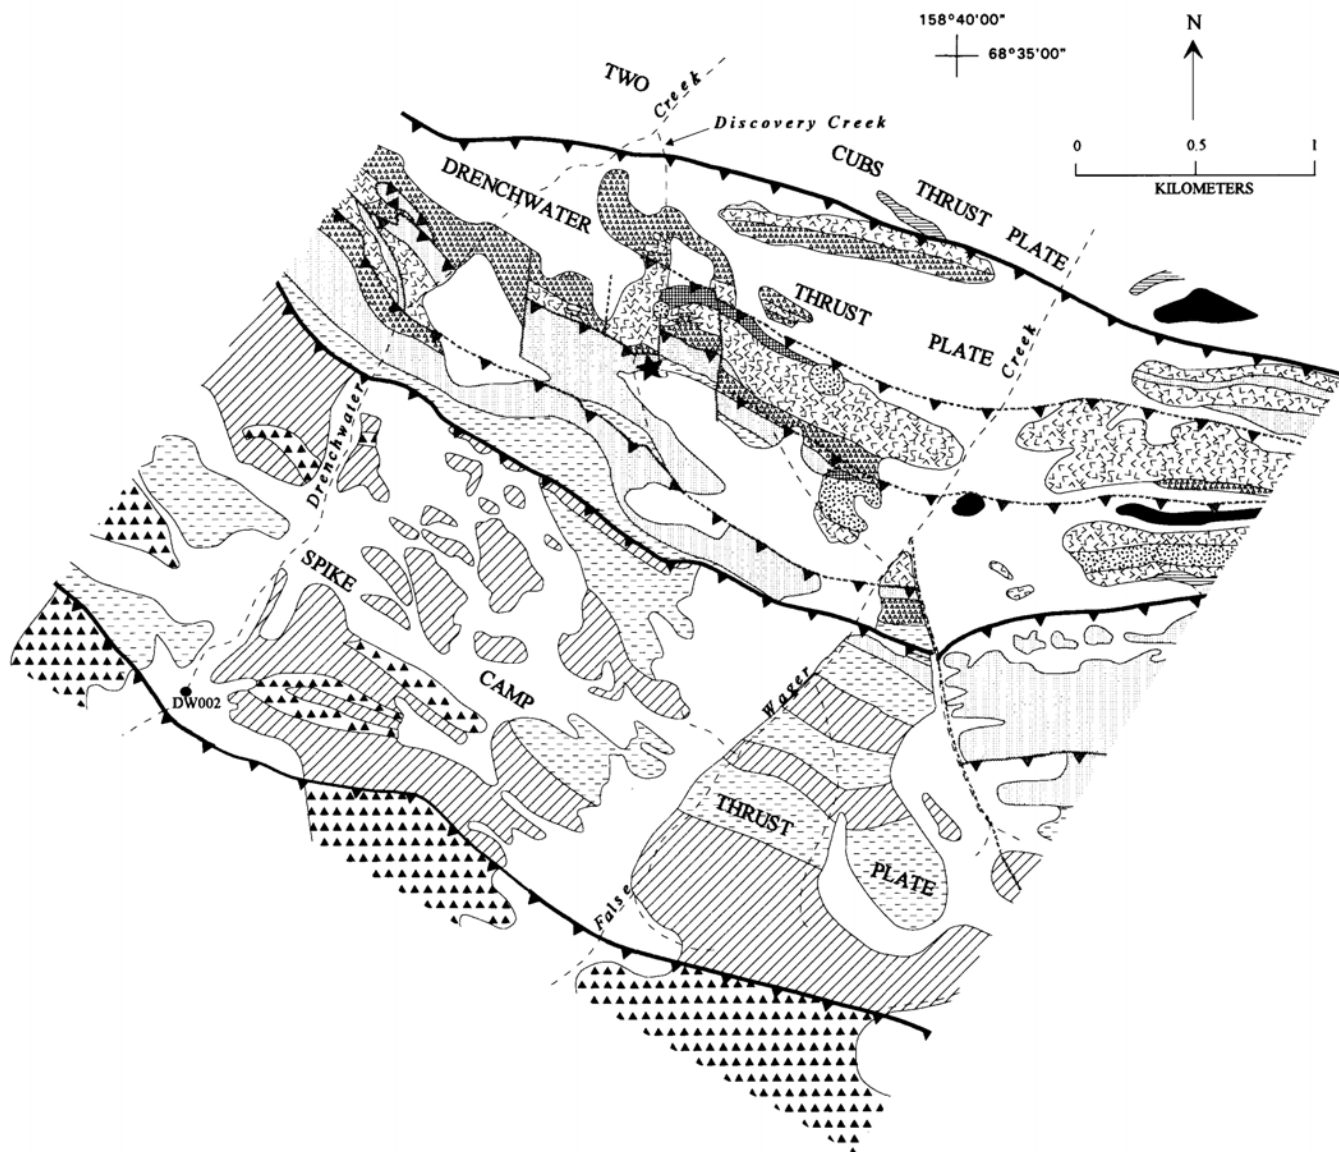 158°40'00"
68°35'00"
N
0 0.5 1
KILOMETERS
TWO
Creek
Discovery Creek
CUBS
THRUST
PLATE
DRENCHWATER
THRUST
PLATE
Creek
Drenchwater
SPIKE
CAMP
THRUST
PLATE
DW002
Wager
False